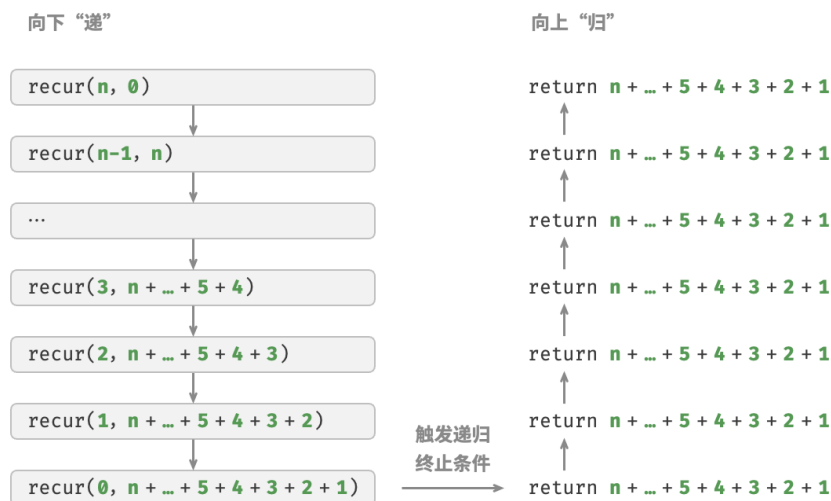 向下“递”
recur(n, 0)
recur(n-1, n)
...
recur(3, n + … + 5 + 4)
recur(2, n + … + 5 + 4 + 3)
recur(1, n + … + 5 + 4 + 3 + 2)
recur(0, n + … + 5 + 4 + 3 + 2 + 1)
触发递归
终止条件
向上“归”
return n + … + 5 + 4 + 3 + 2 + 1
return n + … + 5 + 4 + 3 + 2 + 1
return n + … + 5 + 4 + 3 + 2 + 1
return n + … + 5 + 4 + 3 + 2 + 1
return n + … + 5 + 4 + 3 + 2 + 1
return n + … + 5 + 4 + 3 + 2 + 1
return n + … + 5 + 4 + 3 + 2 + 1